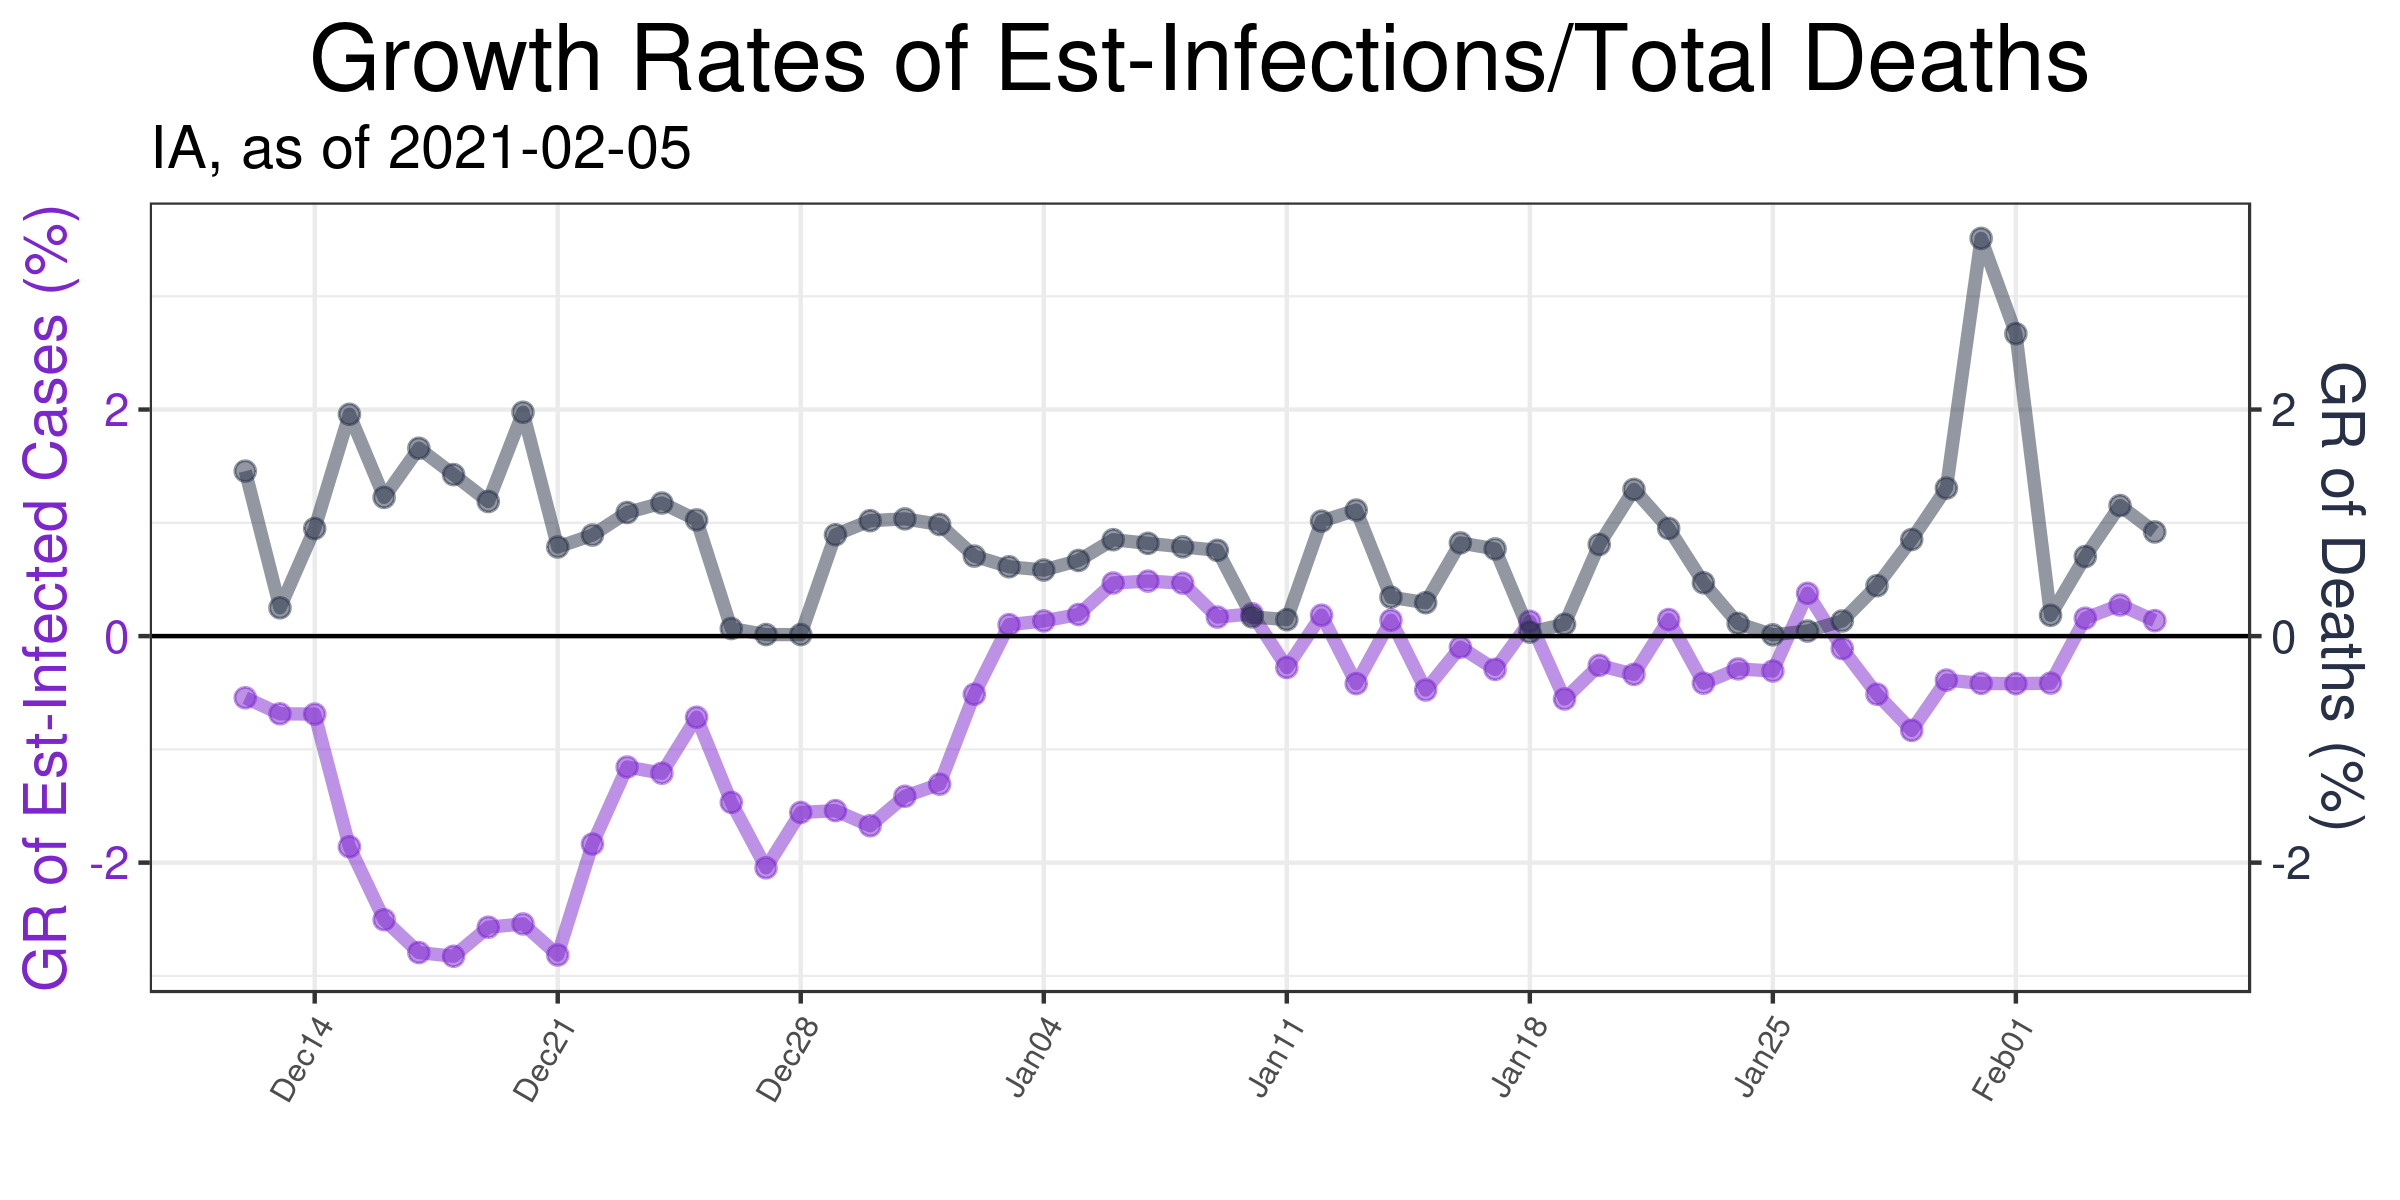 Growth Rates of Est-Infections/Total Deaths
IA, as of 2021-02-05
GR of Est-Infected Cases (%)
2
0
-2
2
0
-2
GR of Deaths (%)
Dec14
Dec21
Dec28
Jan04
Jan11
Jan18
Jan25
Feb01